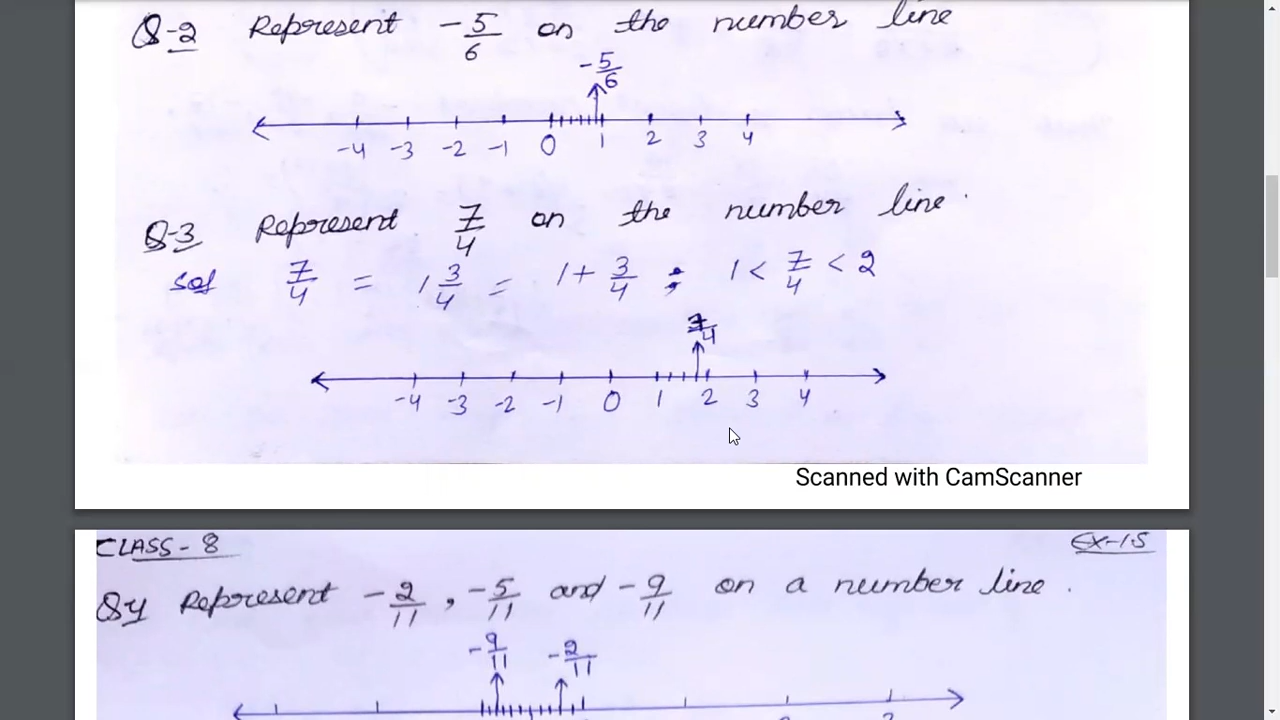 Q-2 Represent -5/6 on the number line
-5/6
-4 -3 -2 -1 0 1 2 3 4
Q-3 Represent 7/4 on the number line.
Sol 7/4 = 1 3/4 = 1 + 3/4 ; 1 < 7/4 < 2
7/4
-4 -3 -2 -1 0 1 2 3 4
Scanned with CamScanner
CLASS - 8 EX-1.5
Q4 Represent -2/11, -5/11 and -9/11 on a number line.
-9/11 -2/11